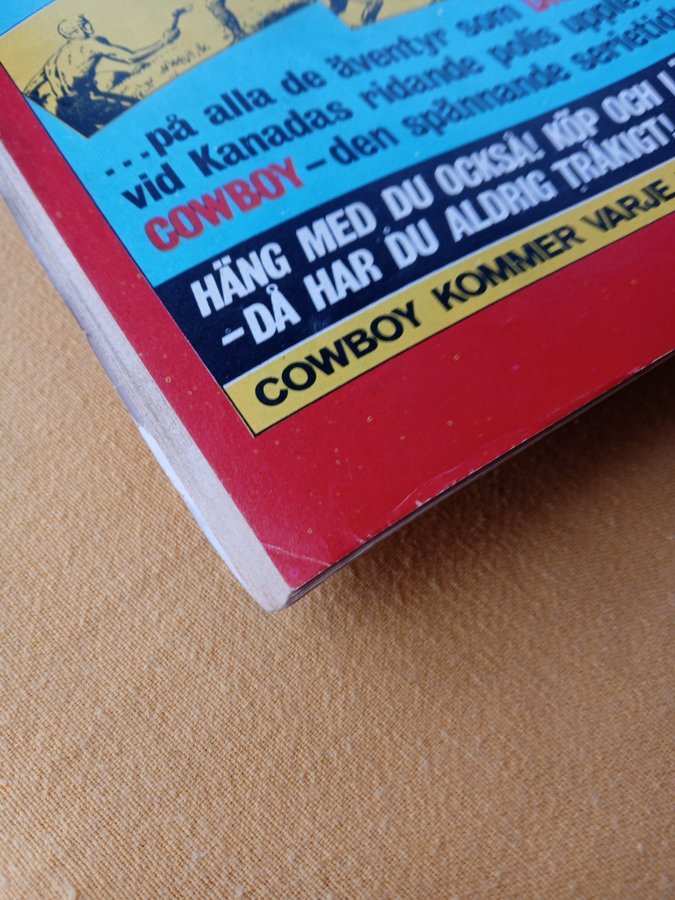 ...på alla de äventyr som
vid Kanadas ridande polis
COWBOY – den spännande
HÄNG MED DU OCKSÅ! KÖP OCH
– DÅ HAR DU ALDRIG TRÅKIGT!
COWBOY KOMMER VARJE